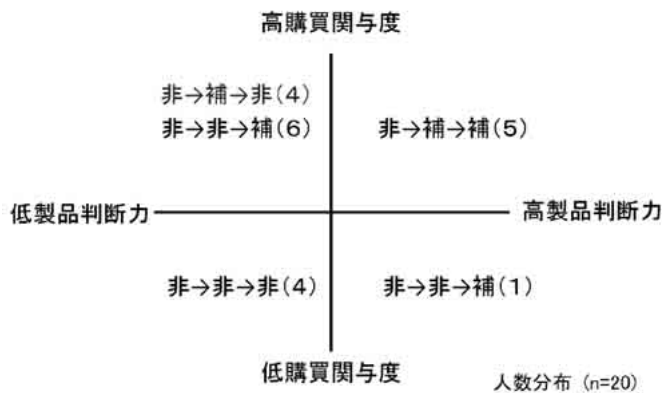 高購買関与度
非→補→非(4)
非→非→補(6)
非→補→補(5)
低製品判断力
高製品判断力
非→非→非(4)
非→非→補(1)
低購買関与度
人数分布 (n=20)